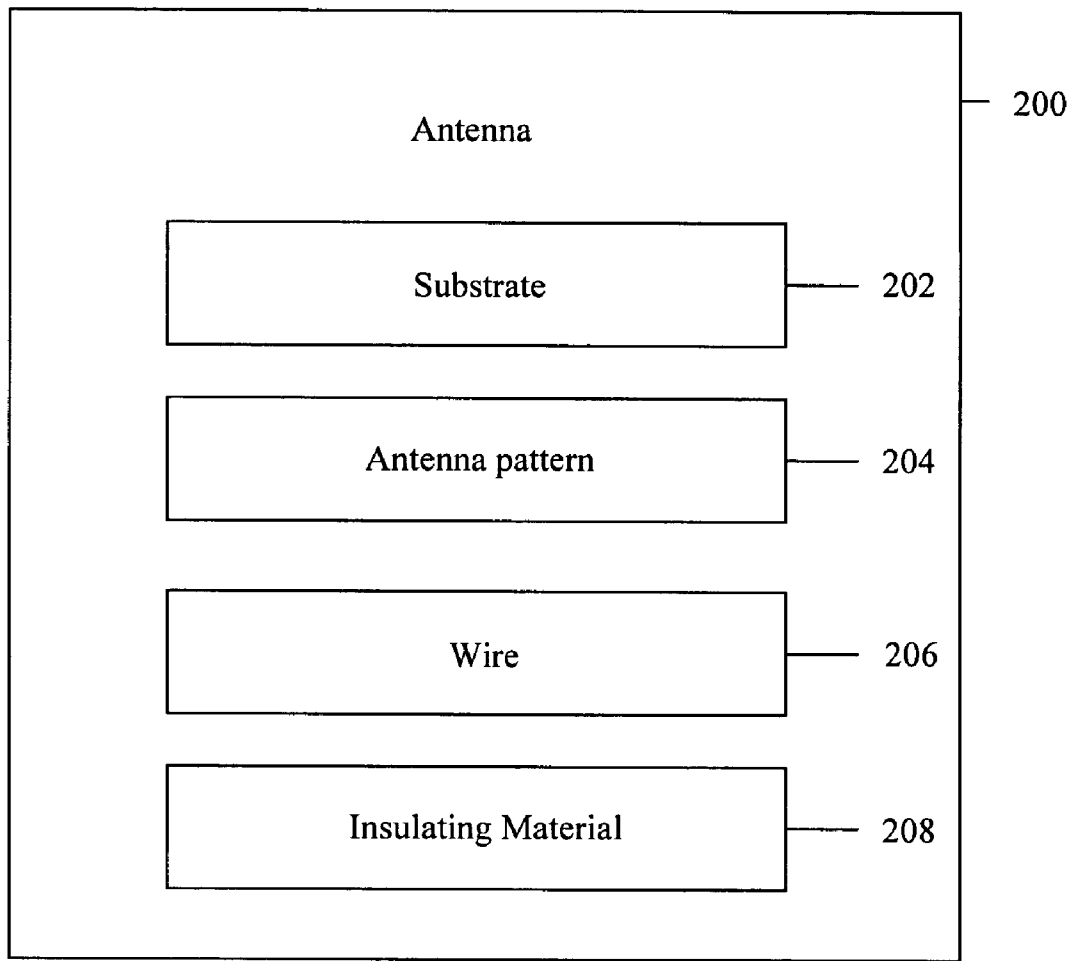 200
Antenna
Substrate 202
Antenna pattern 204
Wire 206
Insulating Material 208